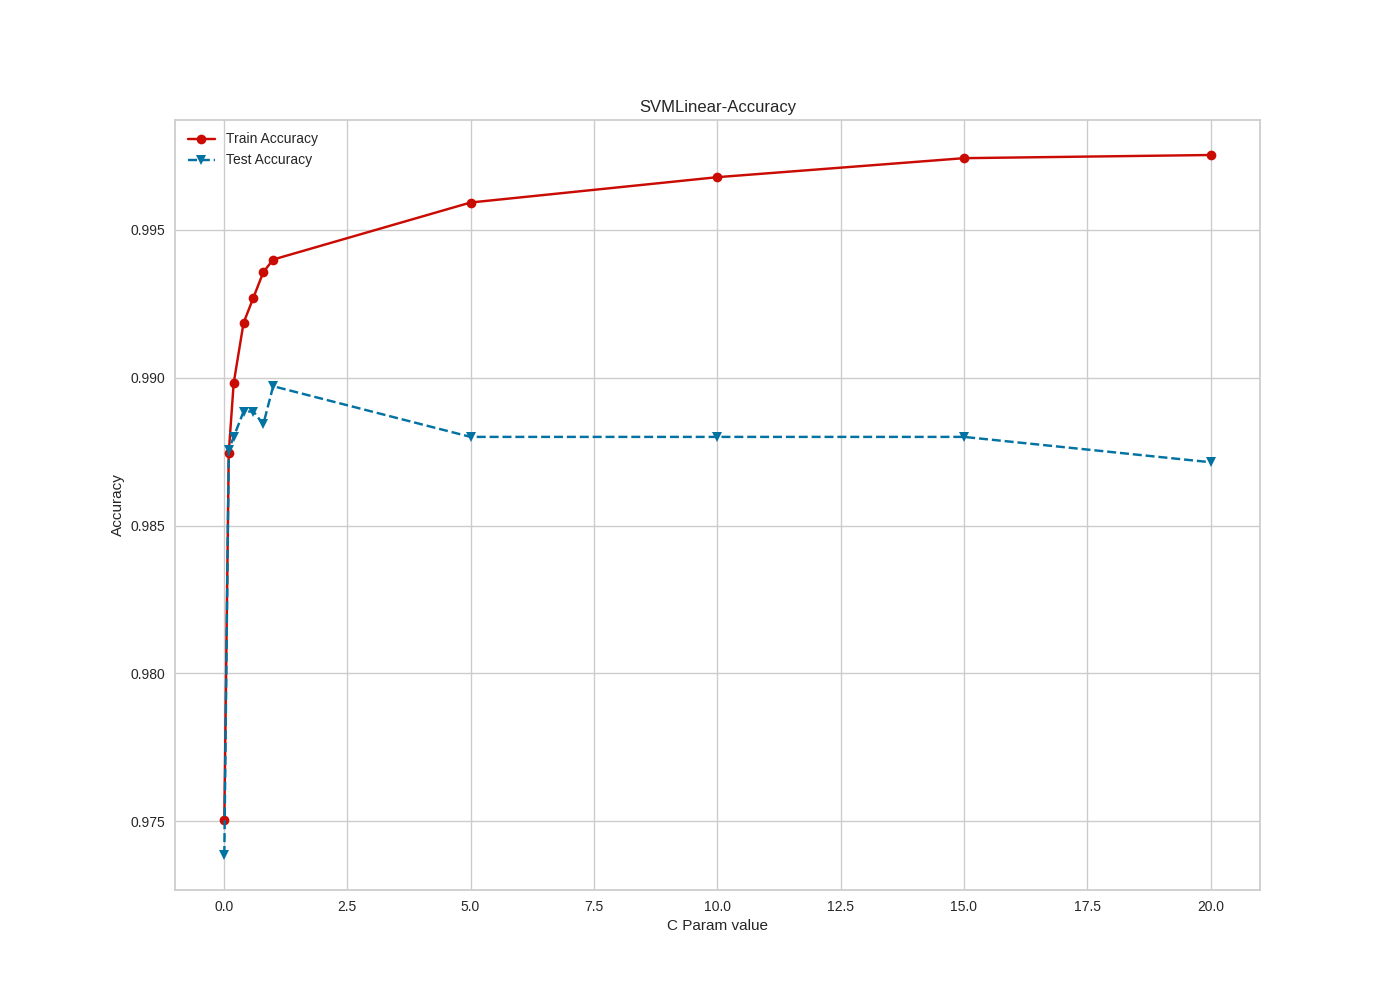 SVMLinear-Accuracy
Train Accuracy
Test Accuracy
0.995
0.990
0.985
0.980
0.975
Accuracy
0.0 2.5 5.0 7.5 10.0 12.5 15.0 17.5 20.0
C Param value